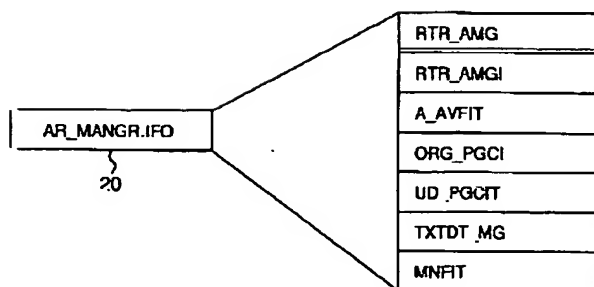 RTR_AMG
RTR_AMGI
A_AVFIT
AR_MANGR.IFO
ORG_PGCI
20
UD_PGCIT
TXTDT_MG
MNFIT